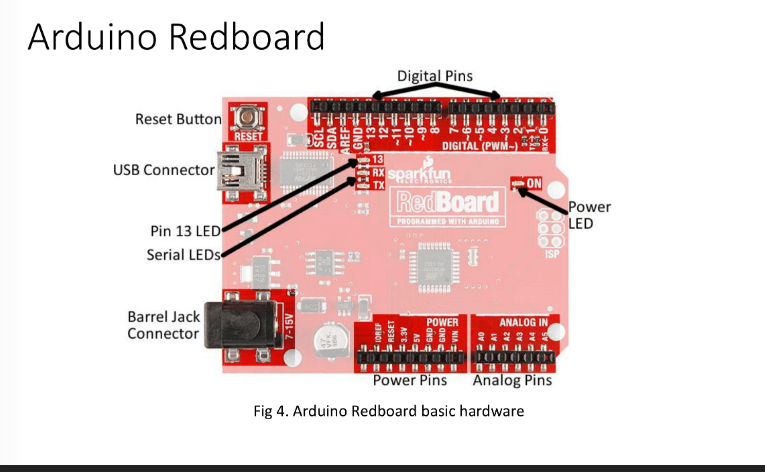 Arduino Redboard
Digital Pins
Reset Button
RESET
SCL
SDA
AREF
GND
13
12
~11
~10
~9
8
7
~6
~5
4
~3
2
1
0
DIGITAL (PWM~)
USB Connector
13
RX
TX
sparkfun
ELECTRONICS
ON
RedBoard
PROGRAMMED WITH ARDUINO
Power
LED
Pin 13 LED
Serial LEDs
ISP
Barrel Jack
Connector
7-15V
POWER
ANALOG IN
IOREF
RESET
3.3V
5V
GND
GND
VIN
A0
A1
A2
A3
A4
A5
Power Pins
Analog Pins
Fig 4. Arduino Redboard basic hardware